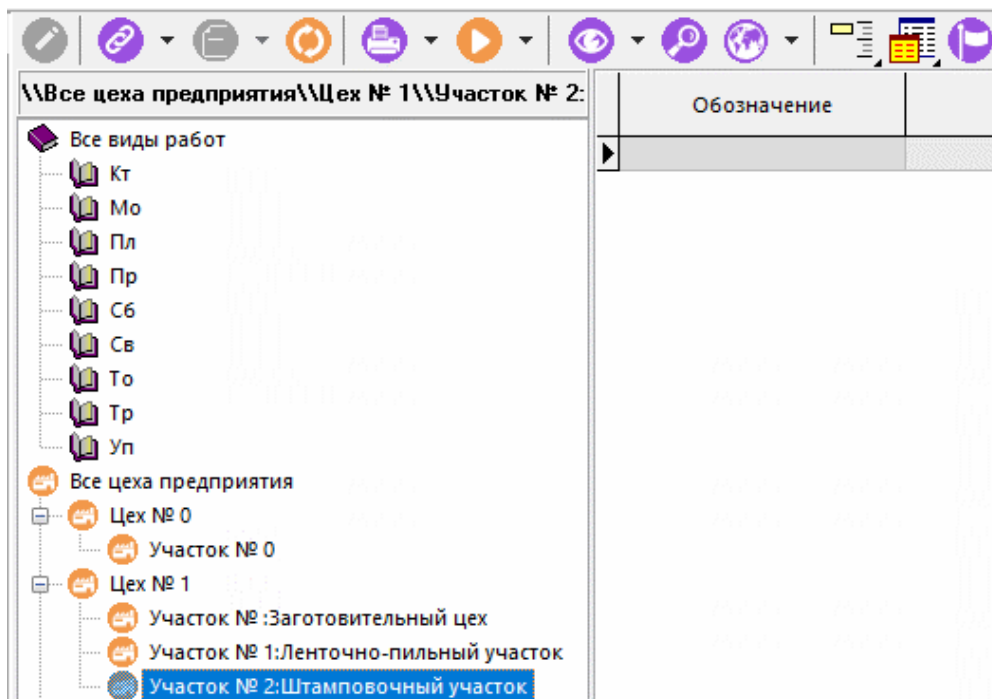 \\Все цеха предприятия\\Цех № 1\\Участок № 2:
Обозначение
Все виды работ
Кт
Мо
Пл
Пр
Сб
Св
То
Тр
Уп
Все цеха предприятия
Цех № 0
Участок № 0
Цех № 1
Участок № :Заготовительный цех
Участок № 1:Ленточно-пильный участок
Участок № 2:Штамповочный участок